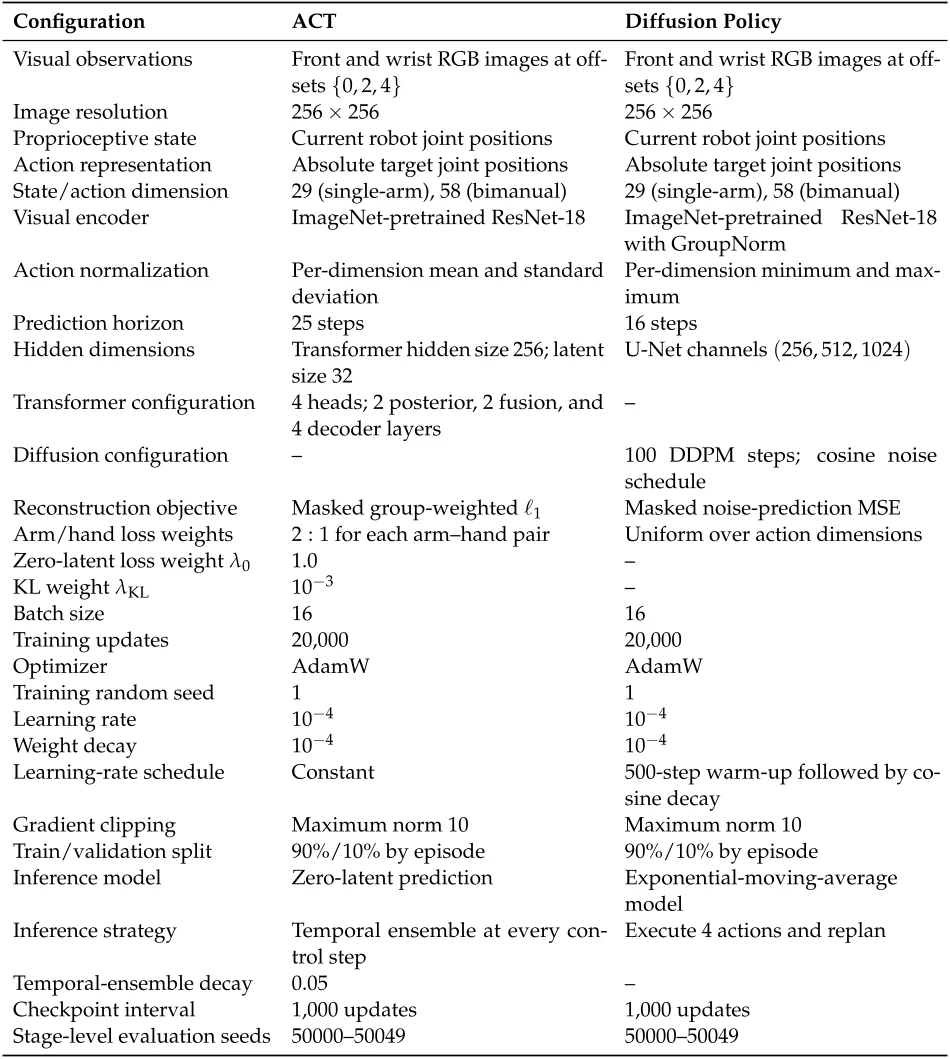 Configuration ACT Diffusion Policy
Visual observations Front and wrist RGB images at off- Front and wrist RGB images at off-
sets {0, 2, 4} sets {0, 2, 4}
Image resolution 256 × 256 256 × 256
Proprioceptive state Current robot joint positions Current robot joint positions
Action representation Absolute target joint positions Absolute target joint positions
State/action dimension 29 (single-arm), 58 (bimanual) 29 (single-arm), 58 (bimanual)
Visual encoder ImageNet-pretrained ResNet-18 ImageNet-pretrained ResNet-18
with GroupNorm
Action normalization Per-dimension mean and standard Per-dimension minimum and max-
deviation imum
Prediction horizon 25 steps 16 steps
Hidden dimensions Transformer hidden size 256; latent U-Net channels (256, 512, 1024)
size 32
Transformer configuration 4 heads; 2 posterior, 2 fusion, and –
4 decoder layers
Diffusion configuration – 100 DDPM steps; cosine noise
schedule
Reconstruction objective Masked group-weighted ℓ₁ Masked noise-prediction MSE
Arm/hand loss weights 2 : 1 for each arm–hand pair Uniform over action dimensions
Zero-latent loss weight λ₀ 1.0 –
KL weight λ_KL 10⁻³ –
Batch size 16 16
Training updates 20,000 20,000
Optimizer AdamW AdamW
Training random seed 1 1
Learning rate 10⁻⁴ 10⁻⁴
Weight decay 10⁻⁴ 10⁻⁴
Learning-rate schedule Constant 500-step warm-up followed by co-
sine decay
Gradient clipping Maximum norm 10 Maximum norm 10
Train/validation split 90%/10% by episode 90%/10% by episode
Inference model Zero-latent prediction Exponential-moving-average
model
Inference strategy Temporal ensemble at every con- Execute 4 actions and replan
trol step
Temporal-ensemble decay 0.05 –
Checkpoint interval 1,000 updates 1,000 updates
Stage-level evaluation seeds 50000–50049 50000–50049